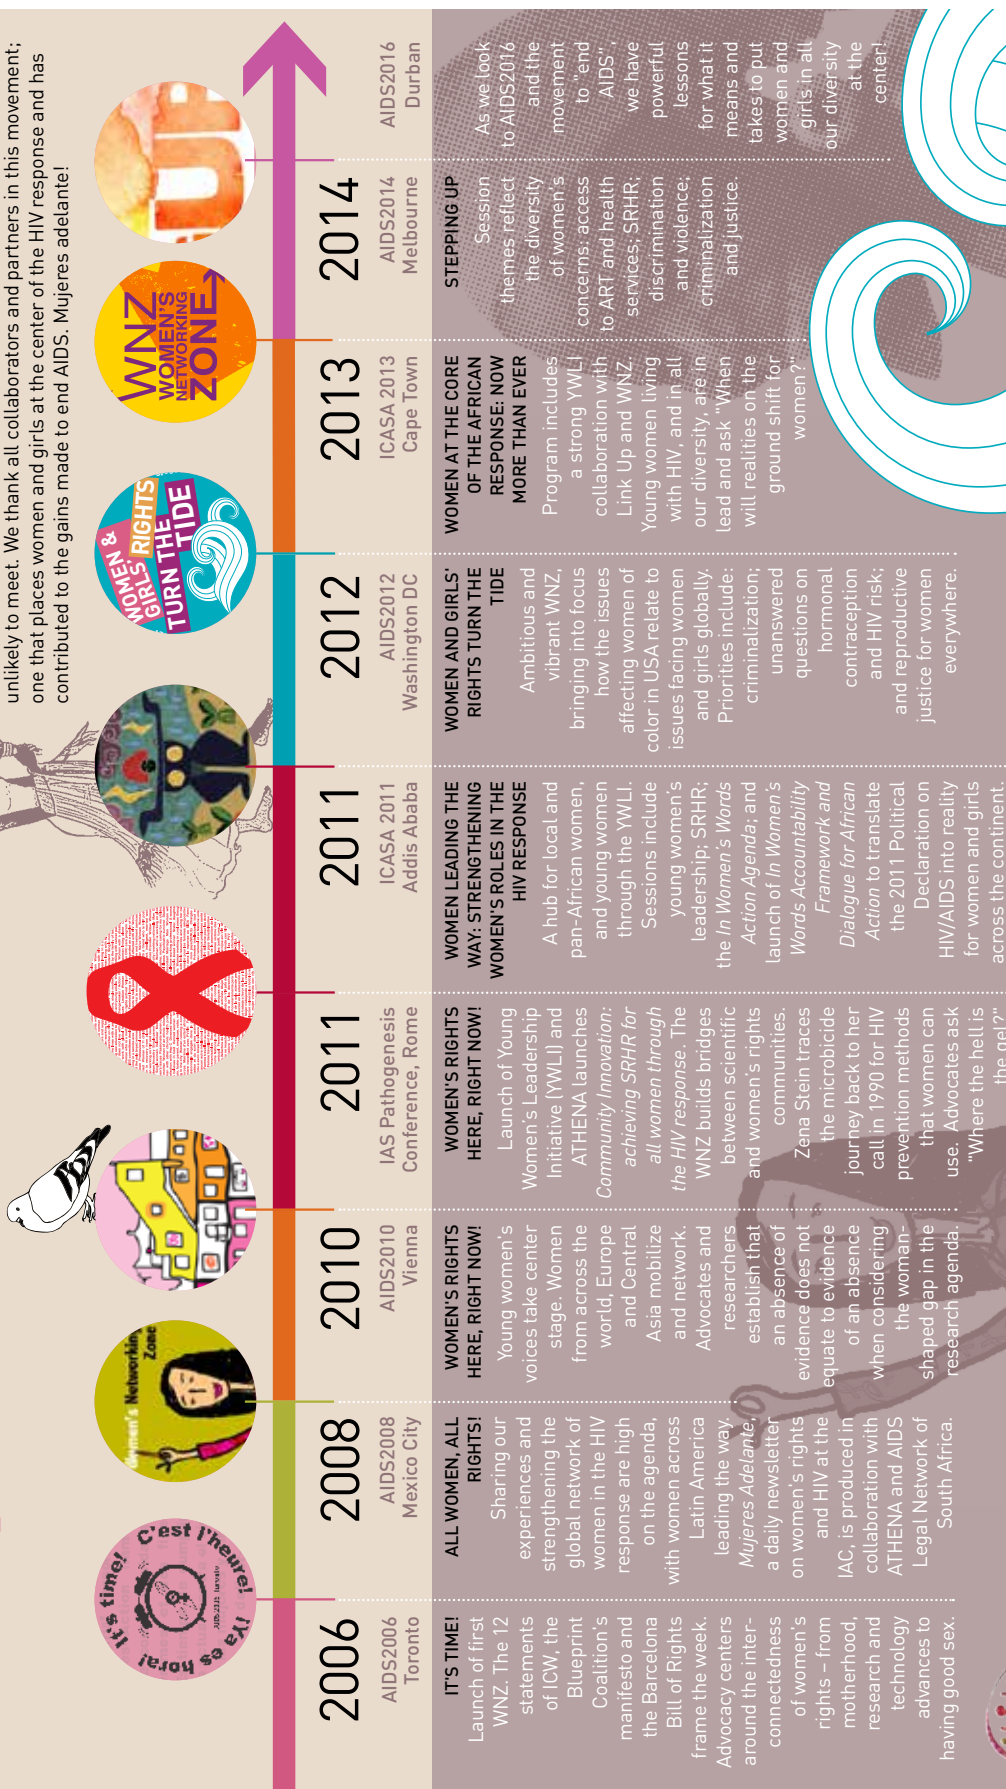 unlikely to meet. We thank all collaborators and partners in this movement;
one that places women and girls at the center of the HIV response and has
contributed to the gains made to end AIDS. Mujeres adelante!
It's time!
C'est l'heure!
¡Ya es hora!
Women's Networking
Zone
WOMEN &
GIRLS
RIGHTS
TURN THE
TIDE
WNZ
WOMEN'S
NETWORKING
ZONE
UP
2006
AIDS2006
Toronto
IT'S TIME!
Launch of first
WNZ. The 12
statements
of ICW, the
Blueprint
Coaliton's
manifesto and
the Barcelona
Bill of Rights
frame the week.
Advocacy centers
around the inter-
connectedness
of women's
rights – from
motherhood,
research and
technology
advances to
having good sex.
2008
AIDS2008
Mexico City
ALL WOMEN, ALL
RIGHTS!
Sharing our
experiences and
strengthening the
global network of
women in the HIV
response are high
on the agenda,
with women across
Latin America
leading the way.
Mujeres Adelante,
a daily newsletter
on women's rights
and HIV at the
IAC, is produced in
collaboration with
ATHENA and AIDS
Legal Network of
South Africa.
2010
AIDS2010
Vienna
WOMEN'S RIGHTS
HERE, RIGHT NOW!
Young women's
voices take center
stage. Women
from across the
world, Europe
and Central
Asia mobilize
and network.
Advocates and
researchers
establish that
an absence of
evidence does not
equate to evidence
of an absence
when considering
the woman-
shaped gap in the
research agenda.
2011
IAS Pathogenesis
Conference, Rome
WOMEN'S RIGHTS
HERE, RIGHT NOW!
Launch of Young
Women's Leadership
Initiative (YWLI) and
ATHENA launches
Community Innovation:
achieving SRHR for
all women through
the HIV response. The
WNZ builds bridges
between scientific
and women's rights
communities.
Zena Stein traces
the microbicide
journey back to her
call in 1990 for HIV
prevention methods
that women can
use. Advocates ask
"Where the hell is
the gel?"
2011
ICASA 2011
Addis Ababa
WOMEN LEADING THE
WAY: STRENGTHENING
WOMEN'S ROLES IN THE
HIV RESPONSE
A hub for local and
pan-African women,
and young women
through the YWLI.
Sessions include
young women's
leadership; SRHR;
the In Women's Words
Action Agenda; and
launch of In Women's
Words Accountability
Framework and
Dialogue for African
Action to translate
the 2011 Political
Declaration on
HIV/AIDS into reality
for women and girls
across the continent.
2012
AIDS2012
Washington DC
WOMEN AND GIRLS'
RIGHTS TURN THE
TIDE
Ambitious and
vibrant WNZ,
bringing into focus
how the issues
affecting women of
color in USA relate to
issues facing women
and girls globally.
Priorities include:
criminalization;
unanswered
questions on
hormonal
contraception
and HIV risk;
and reproductive
justice for women
everywhere.
2013
ICASA 2013
Cape Town
WOMEN AT THE CORE
OF THE AFRICAN
RESPONSE: NOW
MORE THAN EVER
Program includes
a strong YWLI
collaboration with
Link Up and WNZ.
Young women living
with HIV, and in all
our diversity, are in
lead and ask "When
will realities on the
ground shift for
women?"
2014
AIDS2014
Melbourne
STEPPING UP
Session
themes reflect
the diversity
of women's
concerns: access
to ART and health
services; SRHR;
discrimination
and violence;
criminalization
and justice.
AIDS2016
Durban
As we look
to AIDS2016
and the
movement
to "end
AIDS",
we have
powerful
lessons
for what it
means and
takes to put
women and
girls in all
our diversity
at the
center!